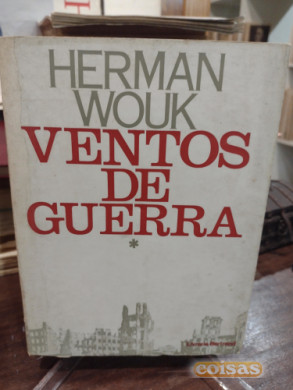 HERMAN
WOUK
VENTOS
DE
GUERRA
*
coisas